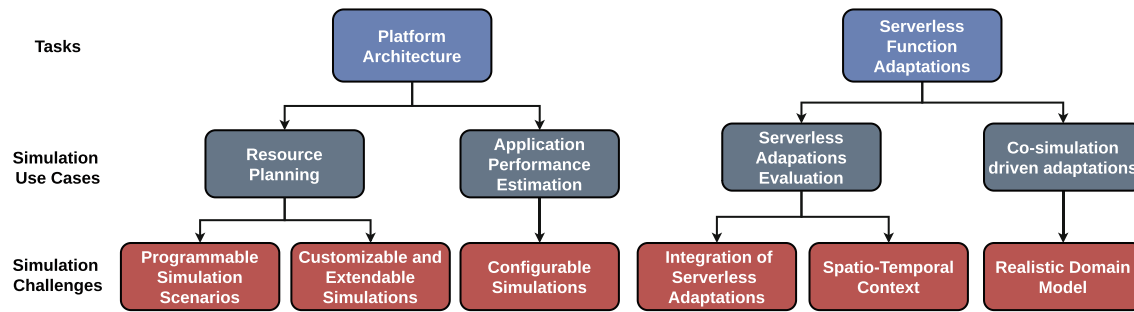 Tasks
Platform
Architecture
Serverless
Function
Adaptations
Simulation
Use Cases
Resource
Planning
Application
Performance
Estimation
Serverless
Adapations
Evaluation
Co-simulation
driven adaptations
Simulation
Challenges
Programmable
Simulation
Scenarios
Customizable and
Extendable
Simulations
Configurable
Simulations
Integration of
Serverless
Adaptations
Spatio-Temporal
Context
Realistic Domain
Model